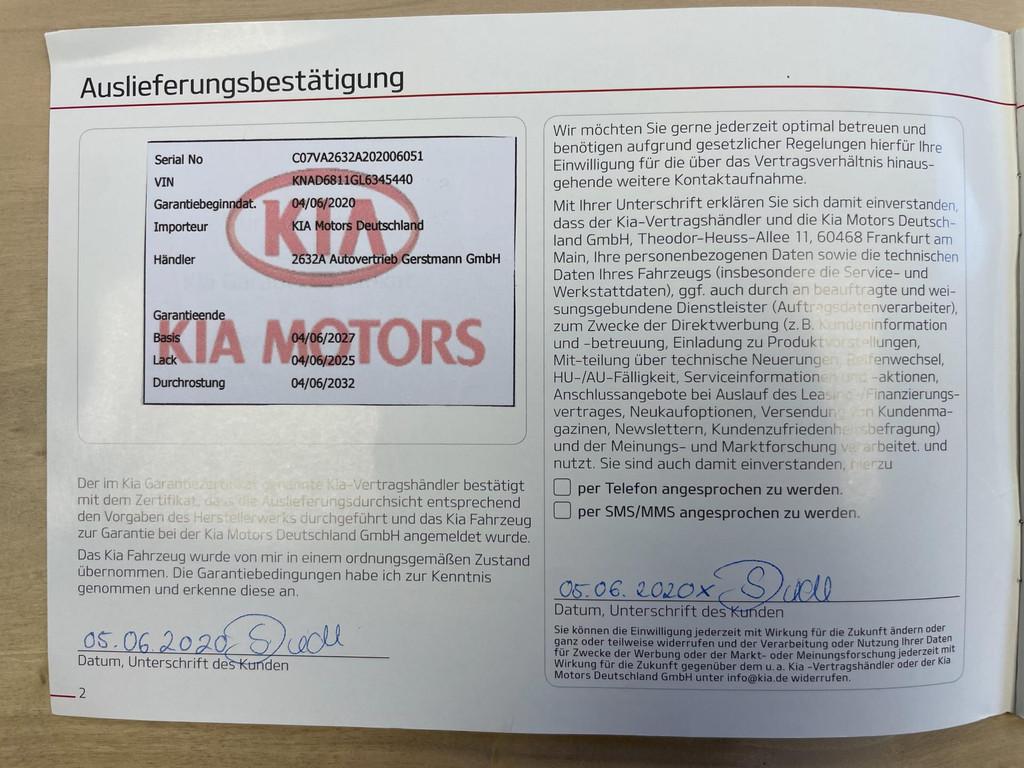 Auslieferungsbestätigung
Serial No C07VA2632A202006051
VIN KNAD6811GL6345440
Garantiebeginndat. 04/06/2020
Importeur KIA Motors Deutschland
KIA
Händler 2632A Autovertrieb Gerstmann GmbH
Garantieende
KIA MOTORS
Basis 04/06/2027
Lack 04/06/2025
Durchrostung 04/06/2032
Der im Kia Garantiezertifikat genannte Kia-Vertragshändler bestätigt
mit dem Zertifikat, dass die Auslieferungsdurchsicht entsprechend
den Vorgaben des Herstellerwerks durchgeführt und das Kia Fahrzeug
zur Garantie bei der Kia Motors Deutschland GmbH angemeldet wurde.
Das Kia Fahrzeug wurde von mir in einem ordnungsgemäßen Zustand
übernommen. Die Garantiebedingungen habe ich zur Kenntnis
genommen und erkenne diese an.
05.06.2020
Datum, Unterschrift des Kunden
2
Wir möchten Sie gerne jederzeit optimal betreuen und
benötigen aufgrund gesetzlicher Regelungen hierfür Ihre
Einwilligung für die über das Vertragsverhältnis hinaus-
gehende weitere Kontaktaufnahme.
Mit Ihrer Unterschrift erklären Sie sich damit einverstanden,
dass der Kia-Vertragshändler und die Kia Motors Deutsch-
land GmbH, Theodor-Heuss-Allee 11, 60468 Frankfurt am
Main, Ihre personenbezogenen Daten sowie die technischen
Daten Ihres Fahrzeugs (insbesondere die Service- und
Werkstattdaten), ggf. auch durch an beauftragte und wei-
sungsgebundene Dienstleister (Auftragsdatenverarbeiter),
zum Zwecke der Direktwerbung (z.B. Kundeninformation
und -betreuung, Einladung zu Produktvorstellungen,
Mit-teilung über technische Neuerungen, Reifenwechsel,
HU-/AU-Fälligkeit, Serviceinformationen und -aktionen,
Anschlussangebote bei Auslauf des Leasing-/Finanzierungs-
vertrages, Neukaufoptionen, Versendung von Kundenma-
gazinen, Newslettern, Kundenzufriedenheitsbefragung)
und der Meinungs- und Marktforschung verarbeitet. und
nutzt. Sie sind auch damit einverstanden, hierzu
per Telefon angesprochen zu werden.
per SMS/MMS angesprochen zu werden.
05.06.2020x
Datum, Unterschrift des Kunden
Sie können die Einwilligung jederzeit mit Wirkung für die Zukunft ändern oder
ganz oder teilweise widerrufen und der Verarbeitung oder Nutzung Ihrer Daten
für Zwecke der Werbung oder der Markt- oder Meinungsforschung jederzeit mit
Wirkung für die Zukunft gegenüber dem u. a. Kia -Vertragshändler oder der Kia
Motors Deutschland GmbH unter info@kia.de widerrufen.